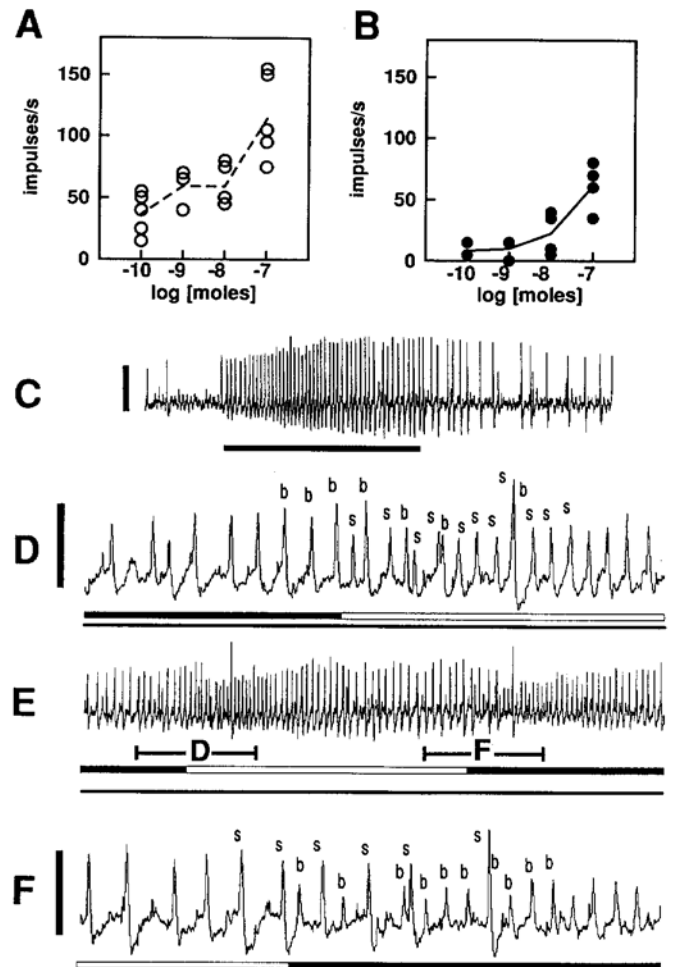 A
B
impulses/s
150
100
50
0
-10 -9 -8 -7
log [moles]
impulses/s
150
100
50
0
-10 -9 -8 -7
log [moles]
C
D
b b b s b s b s s b s s s s b s s s
E
D F
F
s s b s b s b s b b b s b b b b